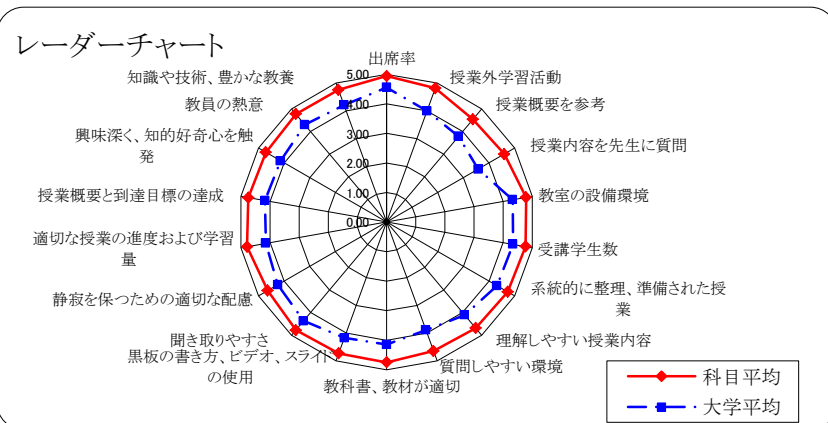 レーダーチャート
出席率
授業外学習活動
授業概要を参考
授業内容を先生に質問
教室の設備環境
受講学生数
系統的に整理、準備された授
業
理解しやすい授業内容
質問しやすい環境
教科書、教材が適切
黒板の書き方、ビデオ、スライド
の使用
聞き取りやすさ
静寂を保つための適切な配慮
適切な授業の進度および学習
量
授業概要と到達目標の達成
興味深く、知的好奇心を触
発
教員の熱意
知識や技術、豊かな教養
5.00
4.00
3.00
2.00
1.00
0.00
科目平均
大学平均